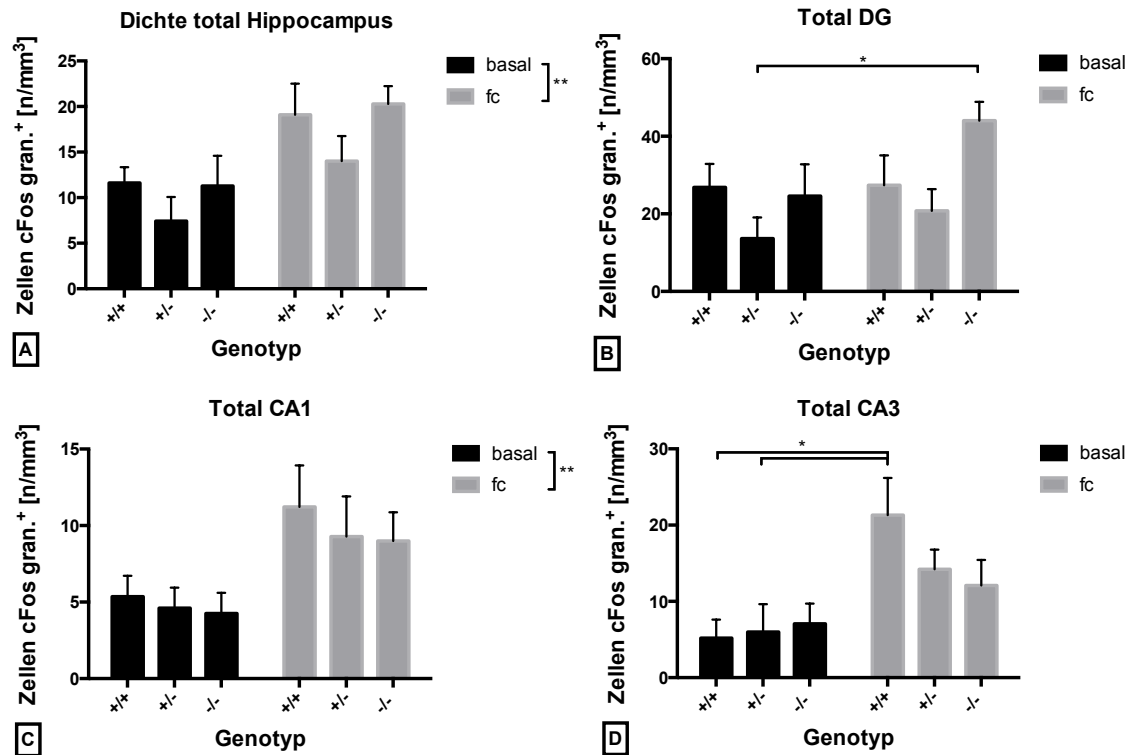 Dichte total Hippocampus
Zellen cFos gran.⁺ [n/mm³]
25
20
15
10
5
0
basal
fc
**
+/+ +/- -/- +/+ +/- -/-
Genotyp
A
Total DG
Zellen cFos gran.⁺ [n/mm³]
60
40
20
0
*
basal
fc
+/+ +/- -/- +/+ +/- -/-
Genotyp
B
Total CA1
Zellen cFos gran.⁺ [n/mm³]
15
10
5
0
basal
fc
**
+/+ +/- -/- +/+ +/- -/-
Genotyp
C
Total CA3
Zellen cFos gran.⁺ [n/mm³]
30
20
10
0
*
basal
fc
+/+ +/- -/- +/+ +/- -/-
Genotyp
D